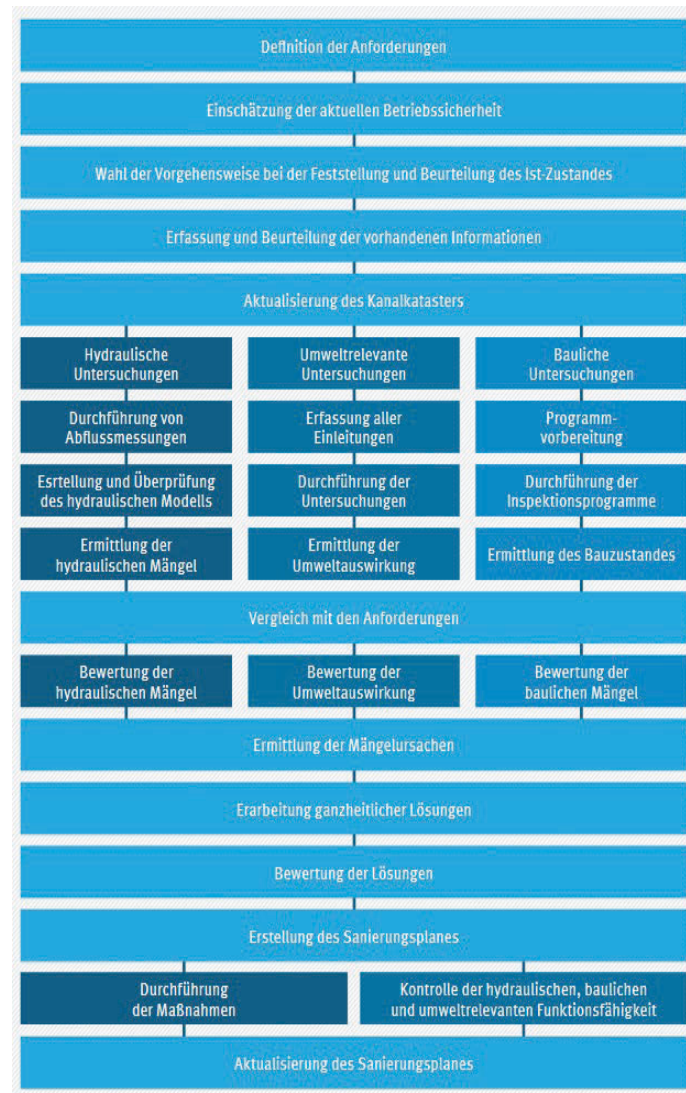 Definition der Anforderungen
Einschätzung der aktuellen Betriebssicherheit
Wahl der Vorgehensweise bei der Feststellung und Beurteilung des Ist-Zustandes
Erfassung und Beurteilung der vorhandenen Informationen
Aktualisierung des Kanalkatasters
Hydraulische
Untersuchungen
Umweltrelevante
Untersuchungen
Bauliche
Untersuchungen
Durchführung von
Abflussmessungen
Erfassung aller
Einleitungen
Programm-
vorbereitung
Esrtellung und Überprüfung
des hydraulischen Modells
Durchführung der
Untersuchungen
Durchführung der
Inspektionsprogramme
Ermittlung der
hydraulischen Mängel
Ermittlung der
Umweltauswirkung
Ermittlung des Bauzustandes
Vergleich mit den Anforderungen
Bewertung der
hydraulischen Mängel
Bewertung der
Umweltauswirkung
Bewertung der
baulichen Mängel
Ermittlung der Mängelursachen
Erarbeitung ganzheitlicher Lösungen
Bewertung der Lösungen
Erstellung des Sanierungsplanes
Durchführung
der Maßnahmen
Kontrolle der hydraulischen, baulichen
und umweltrelevanten Funktionsfähigkeit
Aktualisierung des Sanierungsplanes